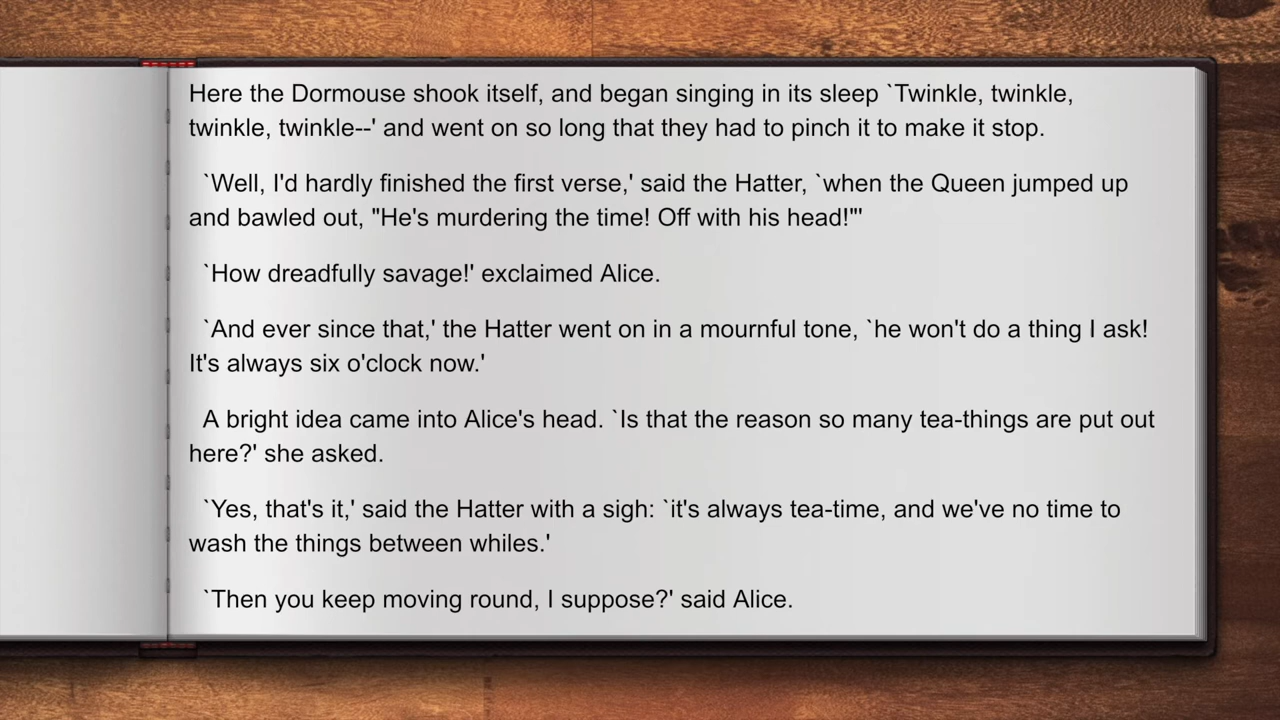 Here the Dormouse shook itself, and began singing in its sleep `Twinkle, twinkle,
twinkle, twinkle--' and went on so long that they had to pinch it to make it stop.
`Well, I'd hardly finished the first verse,' said the Hatter, `when the Queen jumped up
and bawled out, "He's murdering the time! Off with his head!"'
`How dreadfully savage!' exclaimed Alice.
`And ever since that,' the Hatter went on in a mournful tone, `he won't do a thing I ask!
It's always six o'clock now.'
A bright idea came into Alice's head. `Is that the reason so many tea-things are put out
here?' she asked.
`Yes, that's it,' said the Hatter with a sigh: `it's always tea-time, and we've no time to
wash the things between whiles.'
`Then you keep moving round, I suppose?' said Alice.